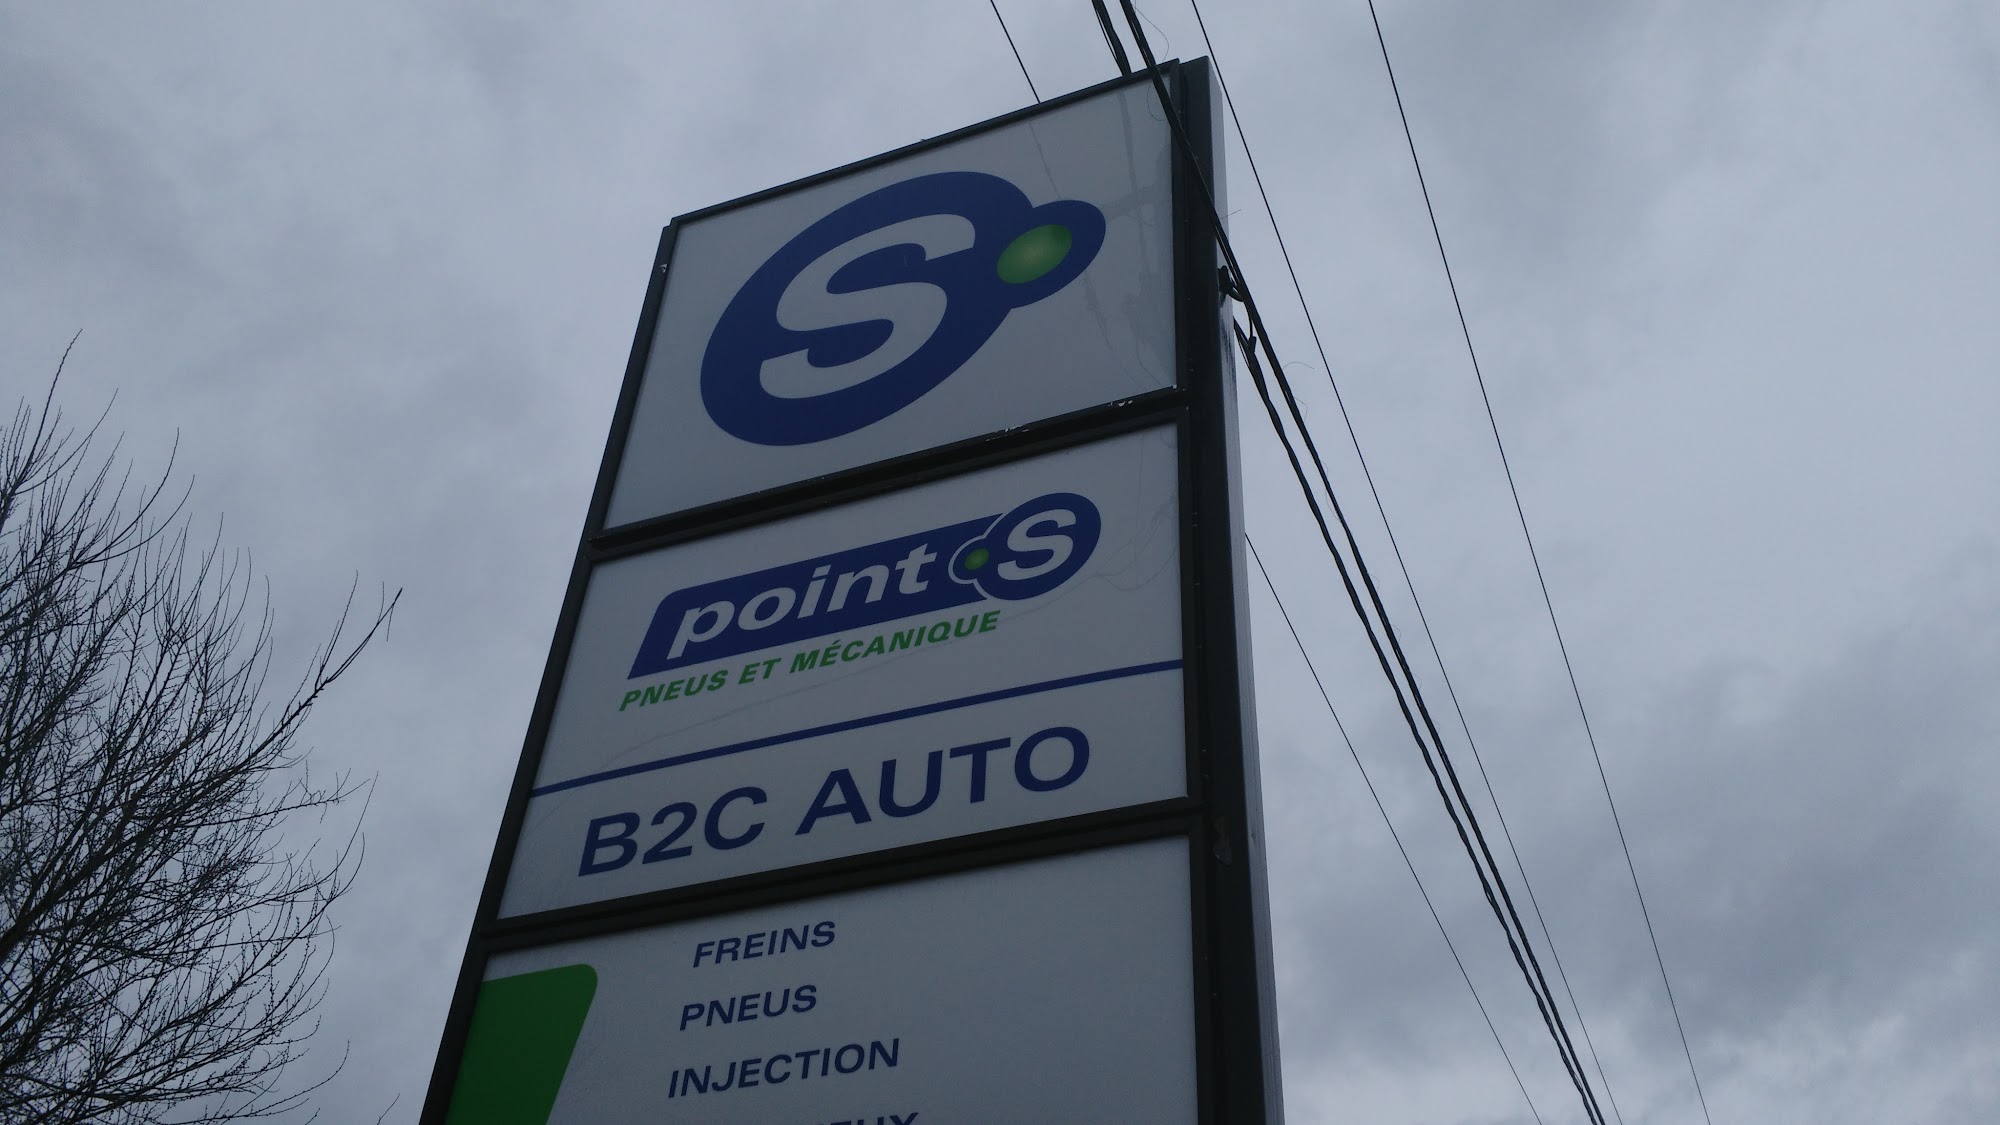 S
point S
PNEUS ET MÉCANIQUE
B2C AUTO
FREINS
PNEUS
INJECTION